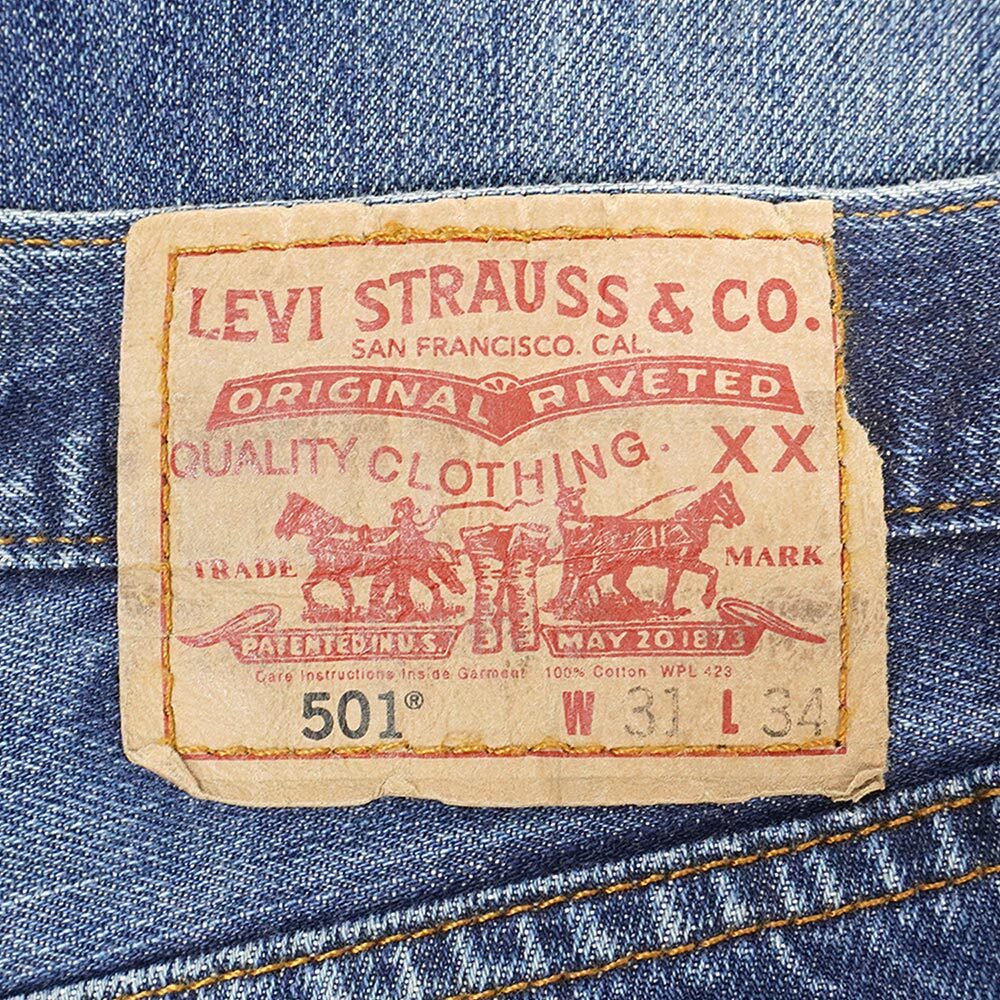 LEVI STRAUSS & CO.
SAN FRANCISCO. CAL.
ORIGINAL RIVETED
QUALITY CLOTHING. XX
TRADE MARK
PATENTED IN U.S. MAY 20 1873
Care Instructions Inside Garment 100% Cotton WPL 423
501® W 31 L 34